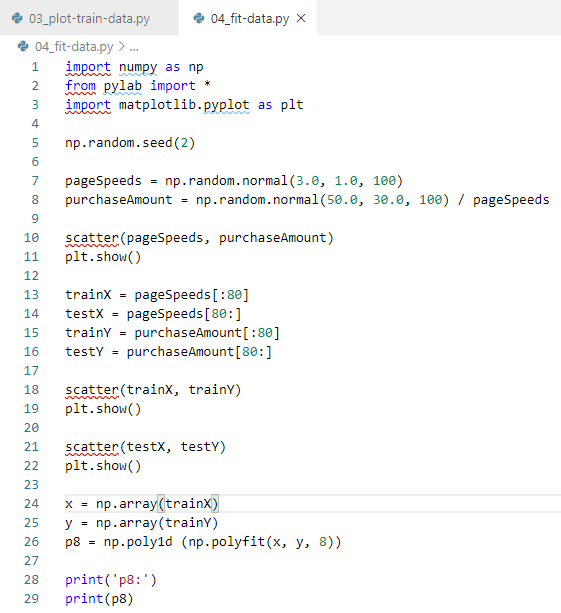 03_plot-train-data.py
04_fit-data.py ×
04_fit-data.py > ...
1 import numpy as np
2 from pylab import *
3 import matplotlib.pyplot as plt
4
5 np.random.seed(2)
6
7 pageSpeeds = np.random.normal(3.0, 1.0, 100)
8 purchaseAmount = np.random.normal(50.0, 30.0, 100) / pageSpeeds
9
10 scatter(pageSpeeds, purchaseAmount)
11 plt.show()
12
13 trainX = pageSpeeds[:80]
14 testX = pageSpeeds[80:]
15 trainY = purchaseAmount[:80]
16 testY = purchaseAmount[80:]
17
18 scatter(trainX, trainY)
19 plt.show()
20
21 scatter(testX, testY)
22 plt.show()
23
24 x = np.array(trainX)
25 y = np.array(trainY)
26 p8 = np.poly1d (np.polyfit(x, y, 8))
27
28 print('p8:')
29 print(p8)